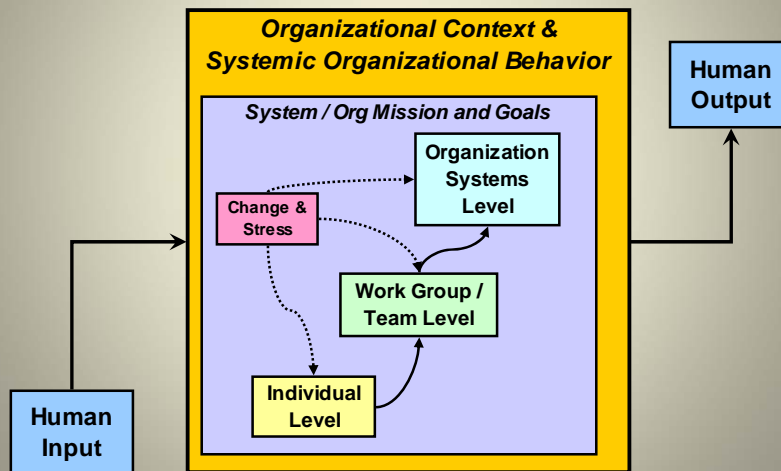 Organizational Context &
Systemic Organizational Behavior
Human
Output
System / Org Mission and Goals
Organization
Systems
Level
Change &
Stress
Work Group /
Team Level
Individual
Level
Human
Input